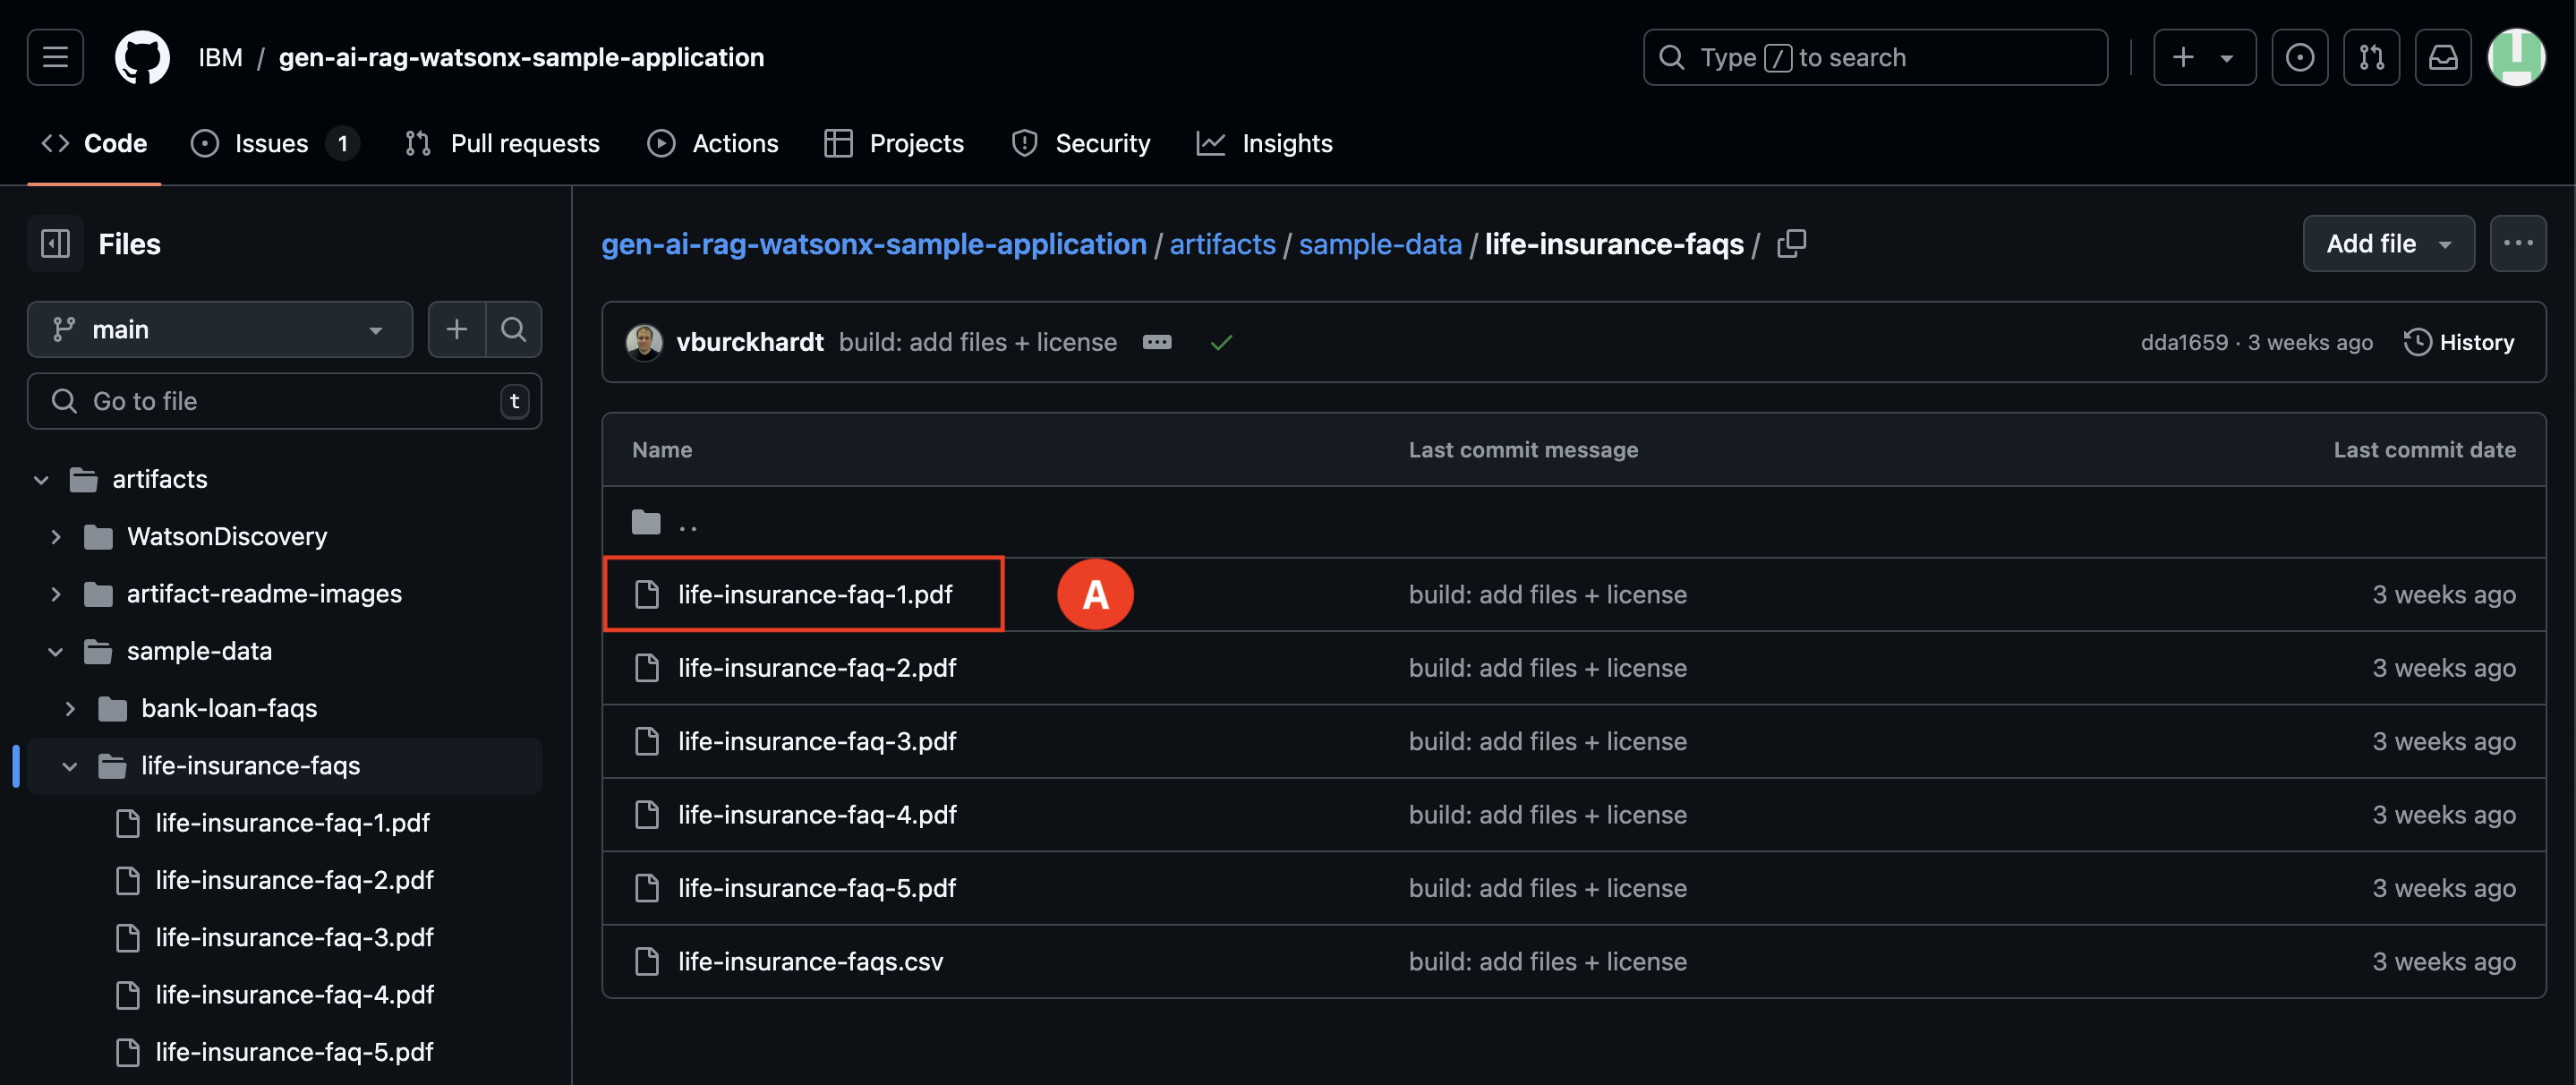 IBM / gen-ai-rag-watsonx-sample-application
Type / to search
Code
Issues 1
Pull requests
Actions
Projects
Security
Insights
Files
main
Go to file
t
artifacts
WatsonDiscovery
artifact-readme-images
sample-data
bank-loan-faqs
life-insurance-faqs
life-insurance-faq-1.pdf
life-insurance-faq-2.pdf
life-insurance-faq-3.pdf
life-insurance-faq-4.pdf
life-insurance-faq-5.pdf
gen-ai-rag-watsonx-sample-application / artifacts / sample-data / life-insurance-faqs /
Add file
vburckhardt build: add files + license
dda1659 · 3 weeks ago
History
Name Last commit message Last commit date
..
life-insurance-faq-1.pdf A build: add files + license 3 weeks ago
life-insurance-faq-2.pdf build: add files + license 3 weeks ago
life-insurance-faq-3.pdf build: add files + license 3 weeks ago
life-insurance-faq-4.pdf build: add files + license 3 weeks ago
life-insurance-faq-5.pdf build: add files + license 3 weeks ago
life-insurance-faqs.csv build: add files + license 3 weeks ago